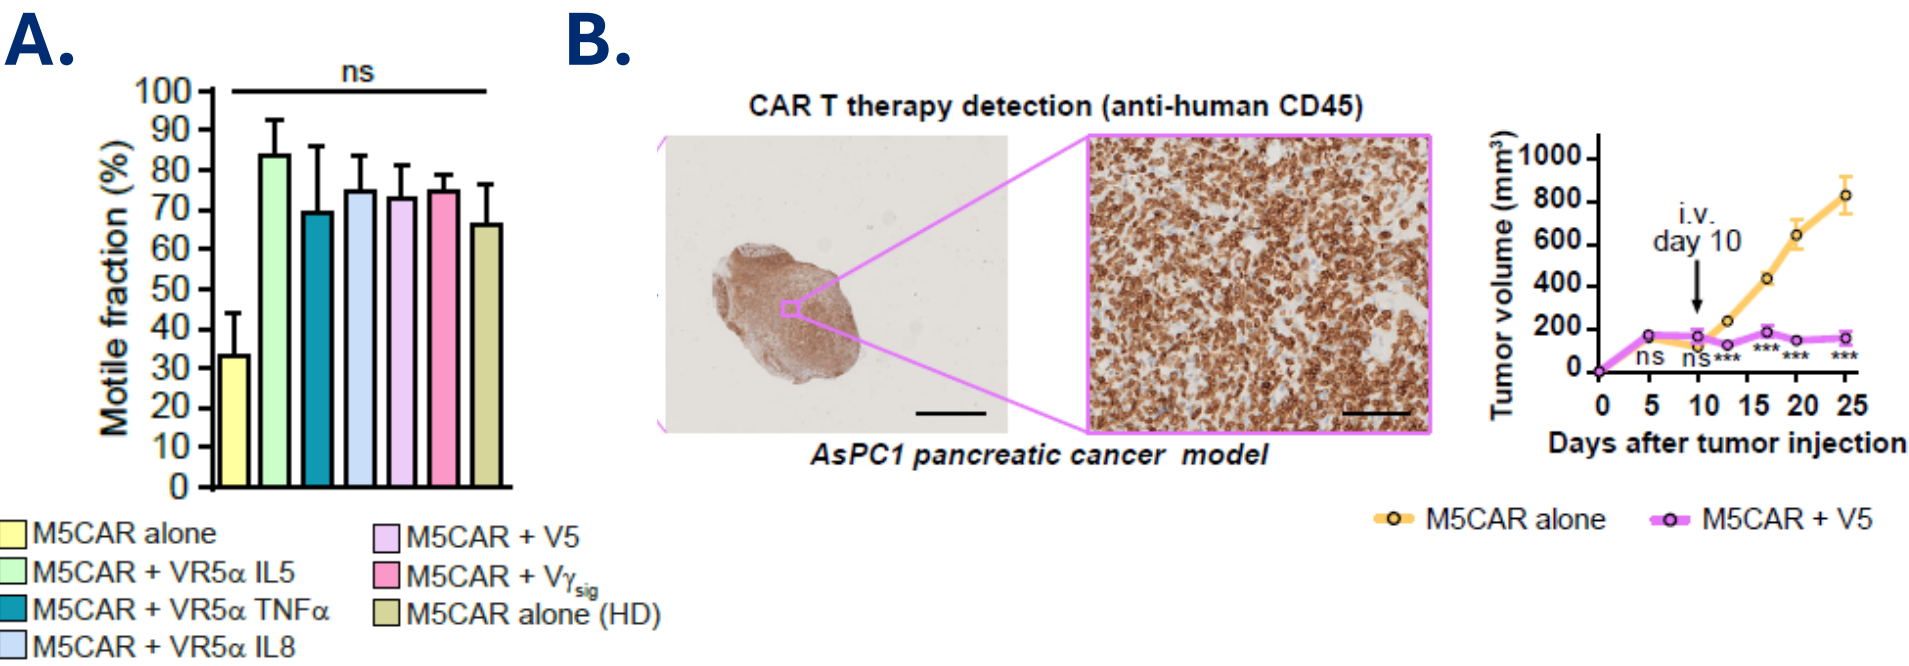 A.
ns
Motile fraction (%)
100
90
80
70
60
50
40
30
20
10
0
M5CAR alone
M5CAR + VR5α IL5
M5CAR + VR5α TNFα
M5CAR + VR5α IL8
M5CAR + V5
M5CAR + Vγsig
M5CAR alone (HD)
B.
CAR T therapy detection (anti-human CD45)
AsPC1 pancreatic cancer model
Tumor volume (mm³)
1000
800
600
400
200
0
i.v.
day 10
ns ns *** *** *** ***
0 5 10 15 20 25
Days after tumor injection
M5CAR alone M5CAR + V5